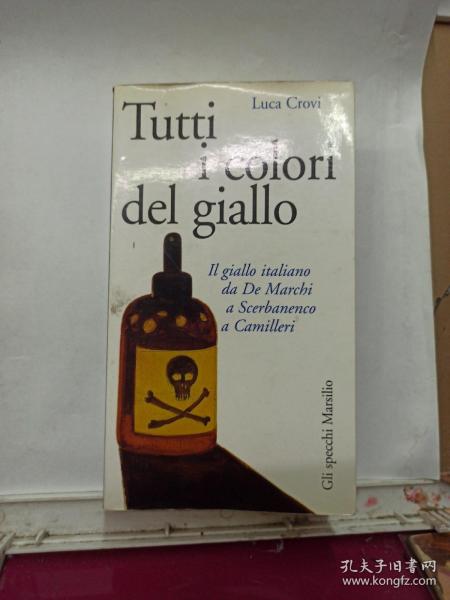 Luca Crovi
Tutti
i colori
del giallo
Il giallo italiano
da De Marchi
a Scerbanenco
a Camilleri
Gli specchi Marsilio
孔夫子旧书网
www.kongfz.com